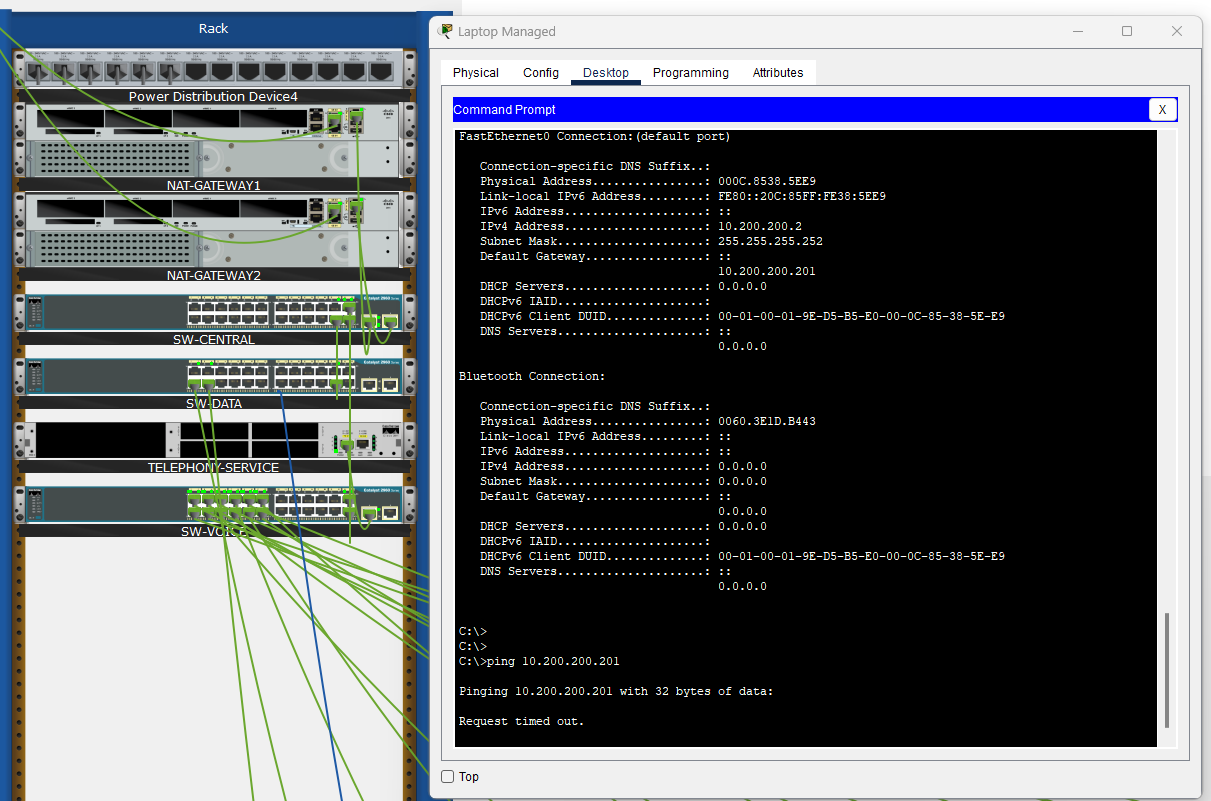 Rack
Power Distribution Device4
NAT-GATEWAY1
NAT-GATEWAY2
SW-CENTRAL
SW-DATA
TELEPHONY-SERVICE
SW-VOICE
Laptop Managed
Physical Config Desktop Programming Attributes
Command Prompt X
FastEthernet0 Connection:(default port)
Connection-specific DNS Suffix..:
Physical Address................: 000C.8538.5EE9
Link-local IPv6 Address.........: FE80::20C:85FF:FE38:5EE9
IPv6 Address....................: ::
IPv4 Address....................: 10.200.200.2
Subnet Mask.....................: 255.255.255.252
Default Gateway.................: ::
10.200.200.201
DHCP Servers....................: 0.0.0.0
DHCPv6 IAID.....................:
DHCPv6 Client DUID..............: 00-01-00-01-9E-D5-B5-E0-00-0C-85-38-5E-E9
DNS Servers.....................: ::
0.0.0.0
Bluetooth Connection:
Connection-specific DNS Suffix..:
Physical Address................: 0060.3E1D.B443
Link-local IPv6 Address.........: ::
IPv6 Address....................: ::
IPv4 Address....................: 0.0.0.0
Subnet Mask.....................: 0.0.0.0
Default Gateway.................: ::
0.0.0.0
DHCP Servers....................: 0.0.0.0
DHCPv6 IAID.....................:
DHCPv6 Client DUID..............: 00-01-00-01-9E-D5-B5-E0-00-0C-85-38-5E-E9
DNS Servers.....................: ::
0.0.0.0
C:\>
C:\>
C:\>ping 10.200.200.201
Pinging 10.200.200.201 with 32 bytes of data:
Request timed out.
Top